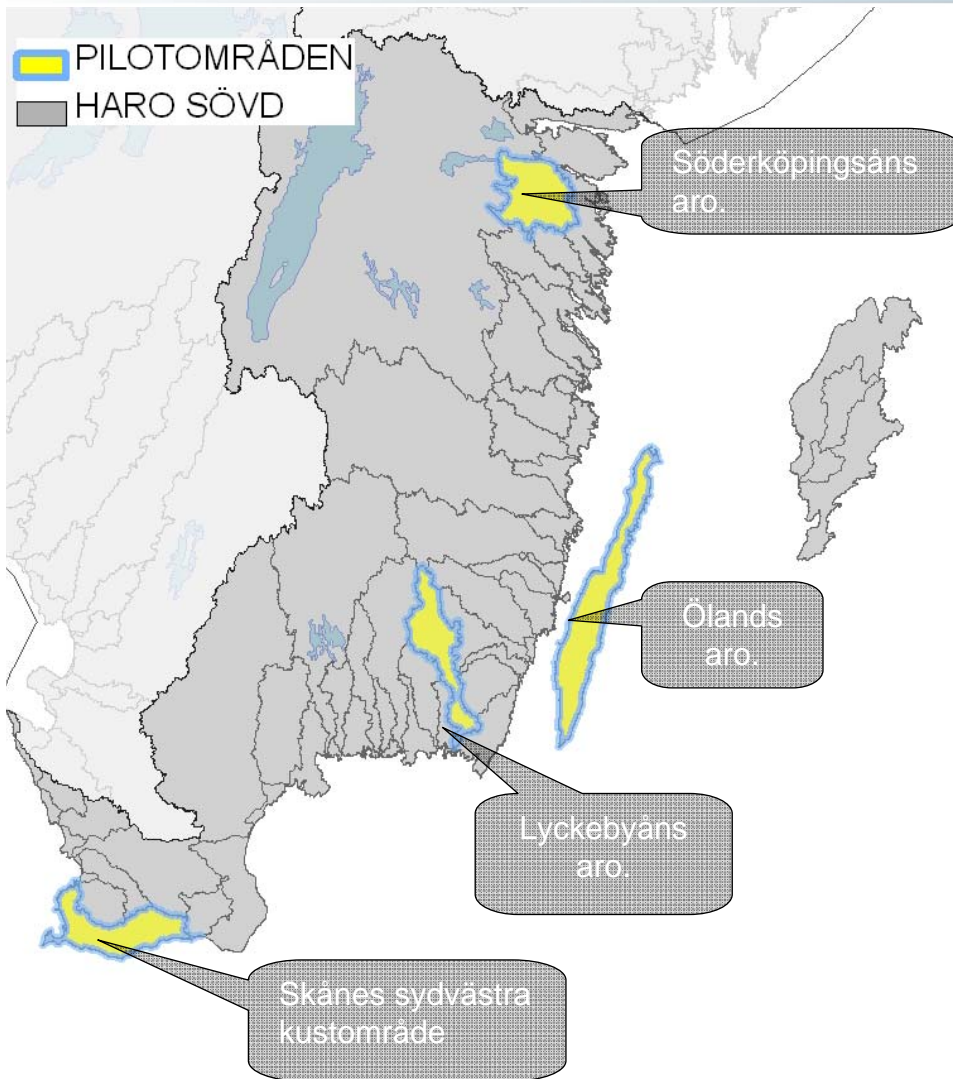 PILOTOMRÅDEN
HARO SÖVD
Söderköpingsåns
aro.
Ölands
aro.
Lyckebyåns
aro.
Skånes sydvästra
kustområde